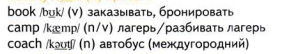 book /bʊk/ (v) заказывать, бронировать
camp /kæmp/ (n/v) лагерь/разбивать лагерь
coach /kəʊtʃ/ (n) автобус (междугородний)